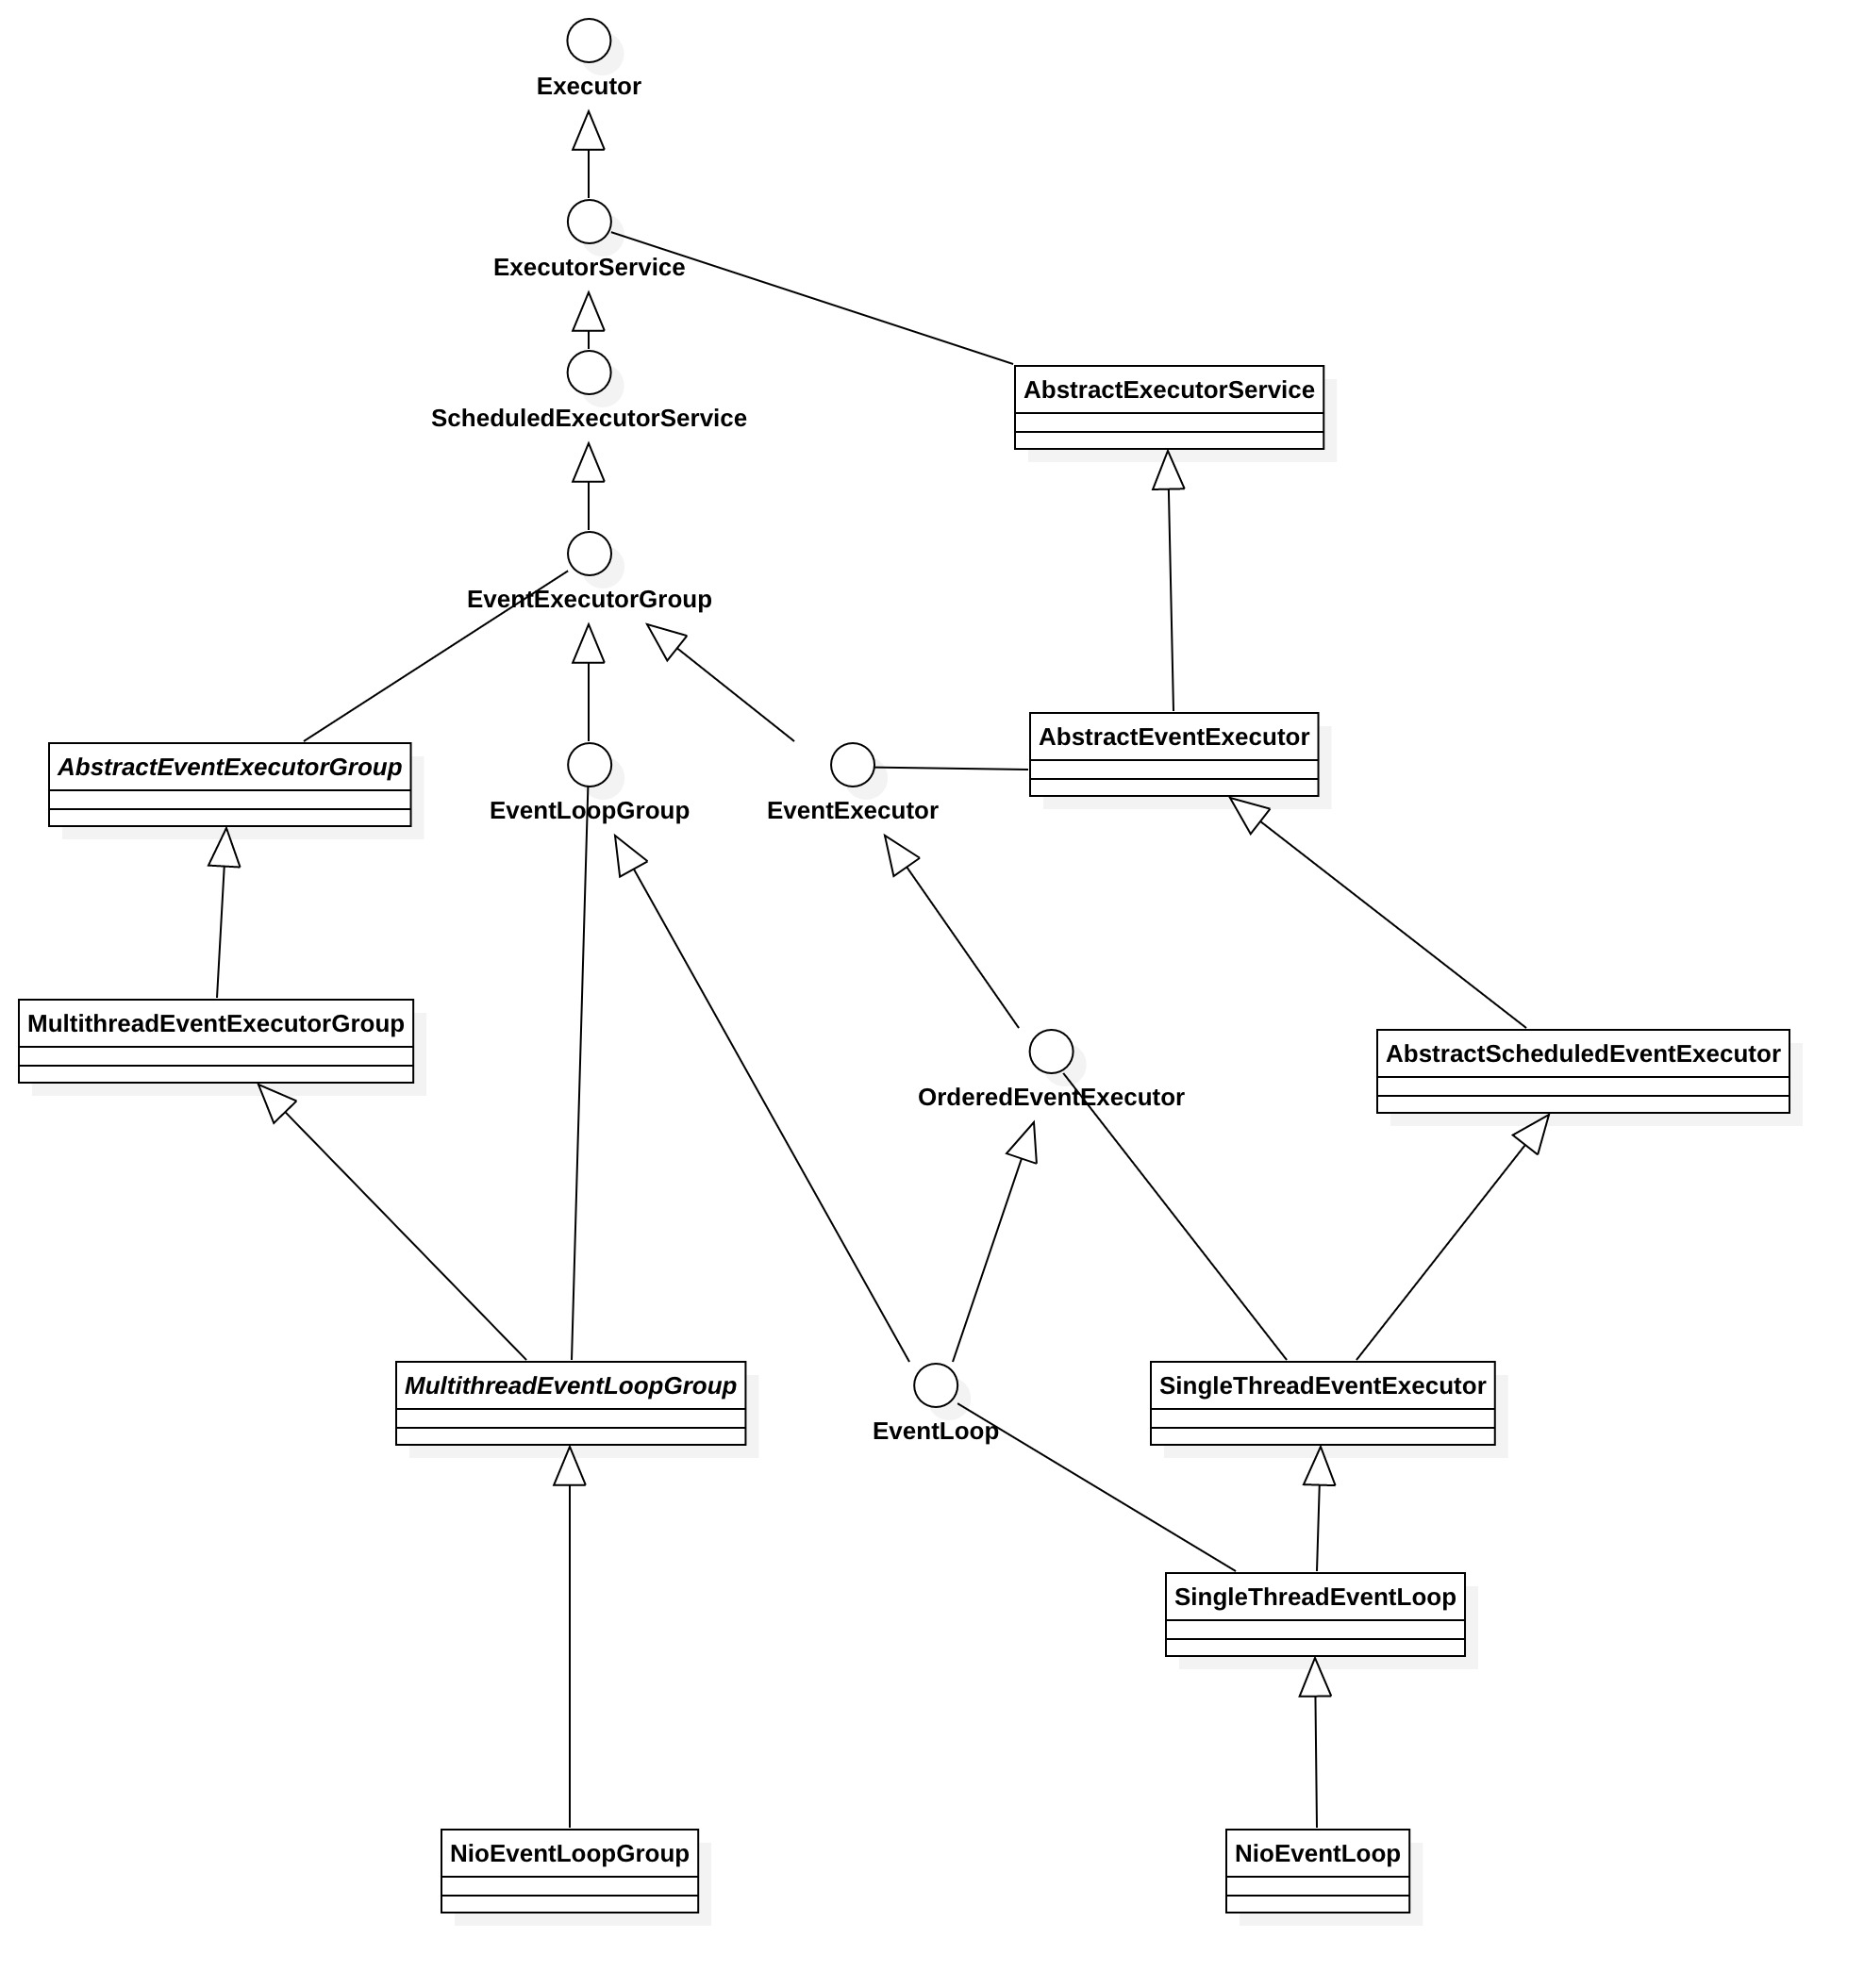 Executor
ExecutorService
ScheduledExecutorService
AbstractExecutorService
EventExecutorGroup
AbstractEventExecutor
AbstractEventExecutorGroup
EventLoopGroup
EventExecutor
MultithreadEventExecutorGroup
AbstractScheduledEventExecutor
OrderedEventExecutor
MultithreadEventLoopGroup
SingleThreadEventExecutor
EventLoop
SingleThreadEventLoop
NioEventLoopGroup
NioEventLoop